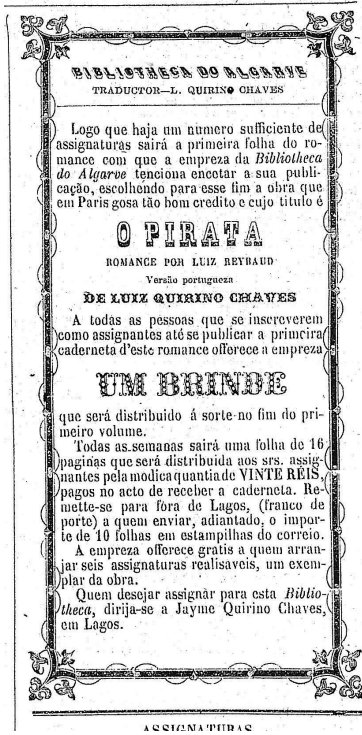 BIBLIOTHECA DO ALGARVE
TRADUCTOR—L. QUIRINO CHAVES
Logo que haja um numero sufficiente de
assignaturas sairá a primeira folha do ro-
mance com que a empreza da Bibliotheca
do Algarve tenciona encetar a sua publi-
cação, escolhendo para esse fim a obra que
em Paris gosa tão bom credito e cujo titulo é
O PIRATA
ROMANCE POR LUIZ REYBAUD
Versão portugueza
DE LUIZ QUIRINO CHAVES
A todas as pessoas que se inscreverem
como assignantes até se publicar a primeira
caderneta d'este romance offerece a empreza
UM BRINDE
que será distribuido á sorte no fim do pri-
meiro volume.
Todas as semanas sairá uma folha de 16
paginas que será distribuida aos srs. assig-
nantes pela modica quantia de VINTE REIS,
pagos no acto de receber a caderneta. Re-
mette-se para fóra de Lagos, (franco de
porte) a quem enviar, adiantado, o impor-
te de 10 folhas em estampilhas do correio.
A empreza offerece gratis a quem arran-
jar seis assignaturas realisaveis, um exem-
plar da obra.
Quem desejar assignar para esta Biblio-
theca, dirija-se a Jayme Quirino Chaves,
em Lagos.
ASSIGNATURAS